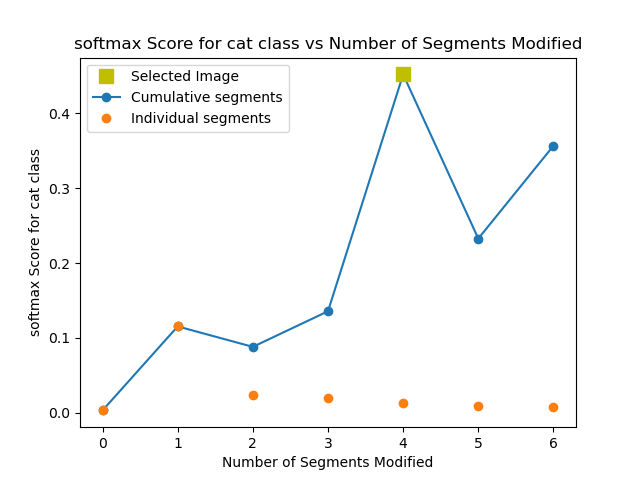 softmax Score for cat class vs Number of Segments Modified
Selected Image
Cumulative segments
Individual segments
softmax Score for cat class
0.4
0.3
0.2
0.1
0.0
0 1 2 3 4 5 6
Number of Segments Modified